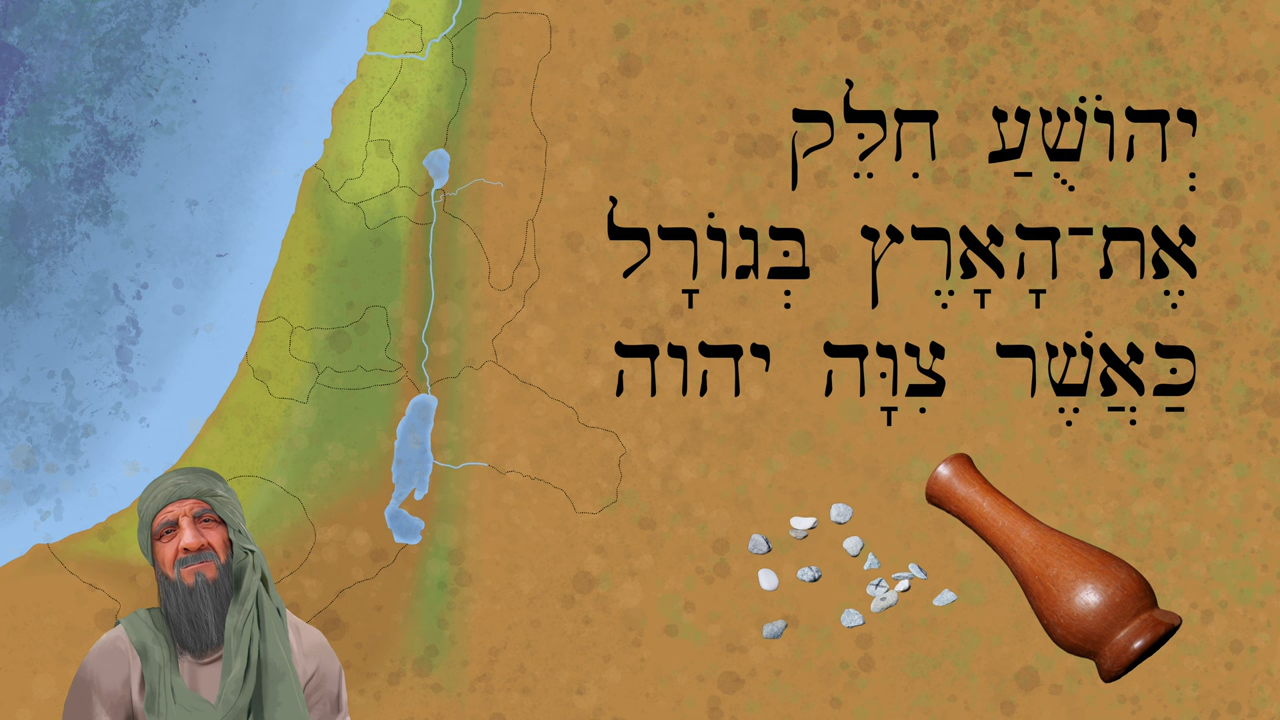 יְהוֹשֻׁעַ חִלֵּק
אֶת־הָאָרֶץ בְּגוֹרָל
כַּאֲשֶׁר צִוָּה יהוה